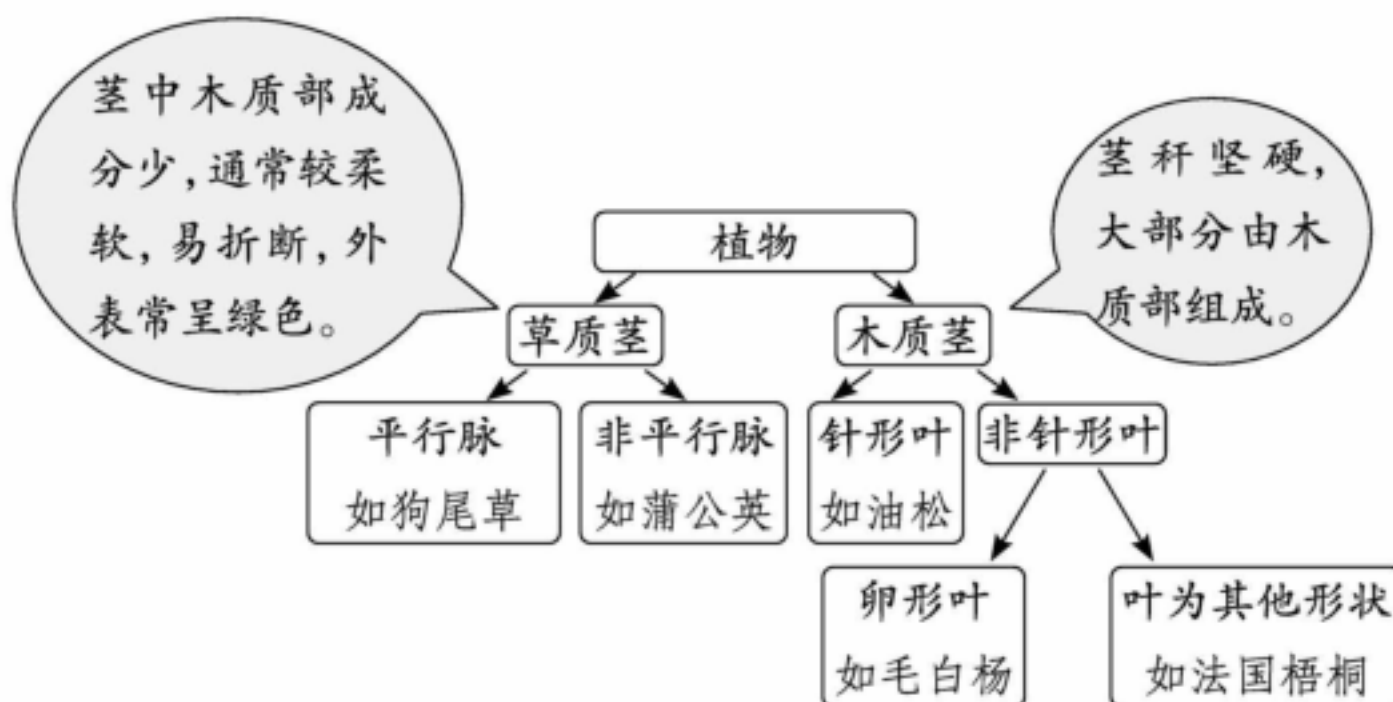 茎中木质部成
分少,通常较柔
软,易折断,外
表常呈绿色。
茎秆坚硬,
大部分由木
质部组成。
植物
草质茎
木质茎
平行脉
如狗尾草
非平行脉
如蒲公英
针形叶
如油松
非针形叶
卵形叶
如毛白杨
叶为其他形状
如法国梧桐